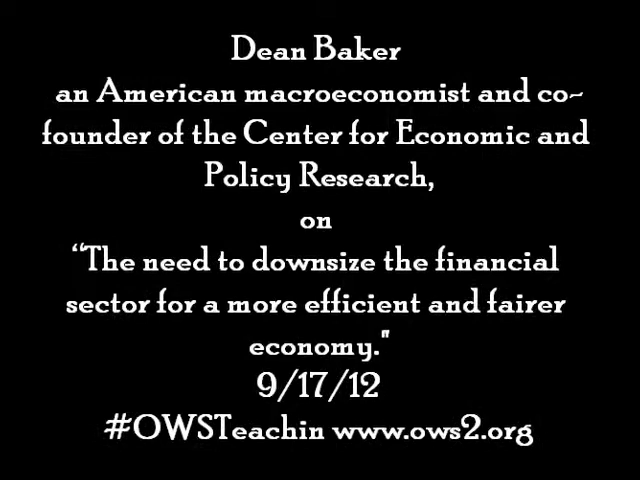 Dean Baker
an American macroeconomist and co-
founder of the Center for Economic and
Policy Research,
on
“The need to downsize the financial
sector for a more efficient and fairer
economy."
9/17/12
#OWSTeachin www.ows2.org